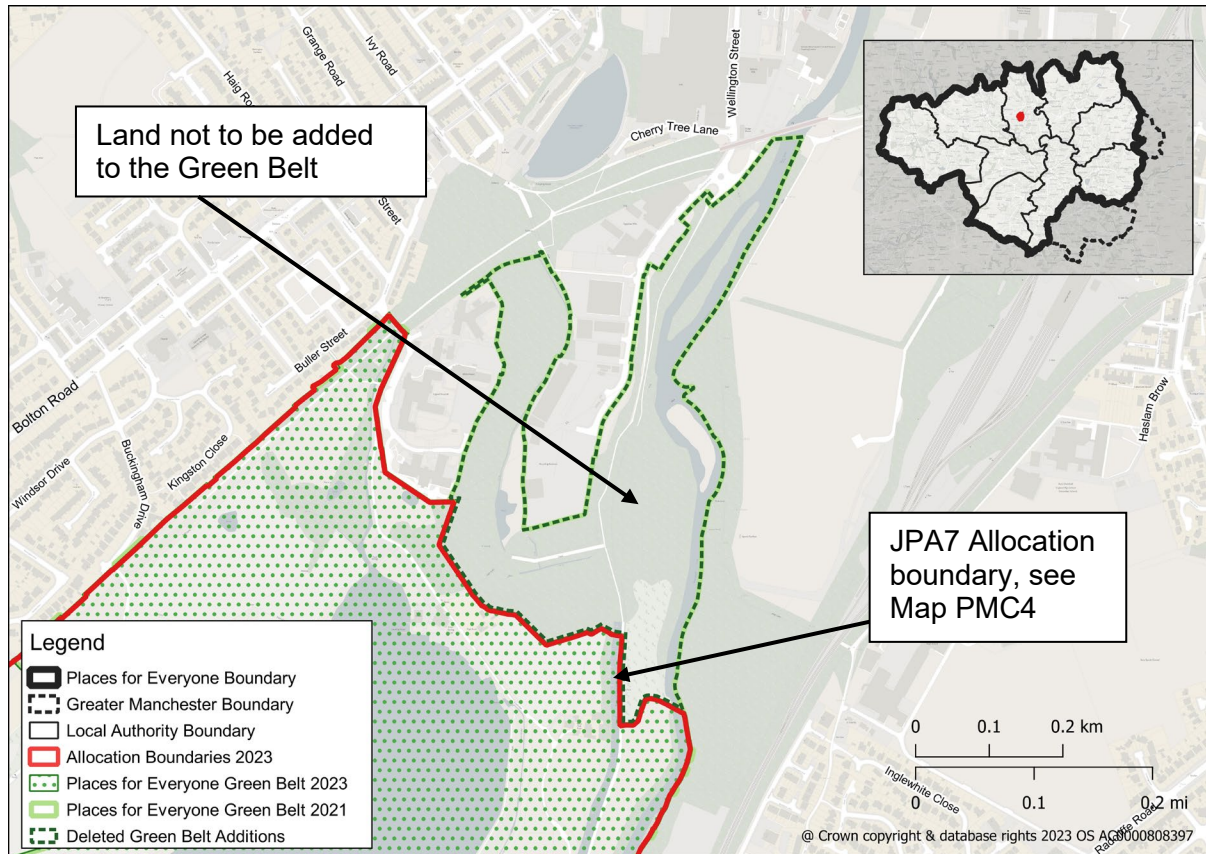 Ivy Road
Grange Road
Haig Ro
Wellington Street
Cherry Tree Lane
Land not to be added
to the Green Belt
Street
Buller Street
Bolton Road
Kingston Close
Buckingham Drive
Windsor Drive
Haslam Brow
JPA7 Allocation
boundary, see
Map PMC4
Legend
Places for Everyone Boundary
Greater Manchester Boundary
Local Authority Boundary
Allocation Boundaries 2023
Places for Everyone Green Belt 2023
Places for Everyone Green Belt 2021
Deleted Green Belt Additions
0 0.1 0.2 km
0 0.1 0.2 mi
Inglewhite Close
Radcliffe Road
@ Crown copyright & database rights 2023 OS AC0000808397